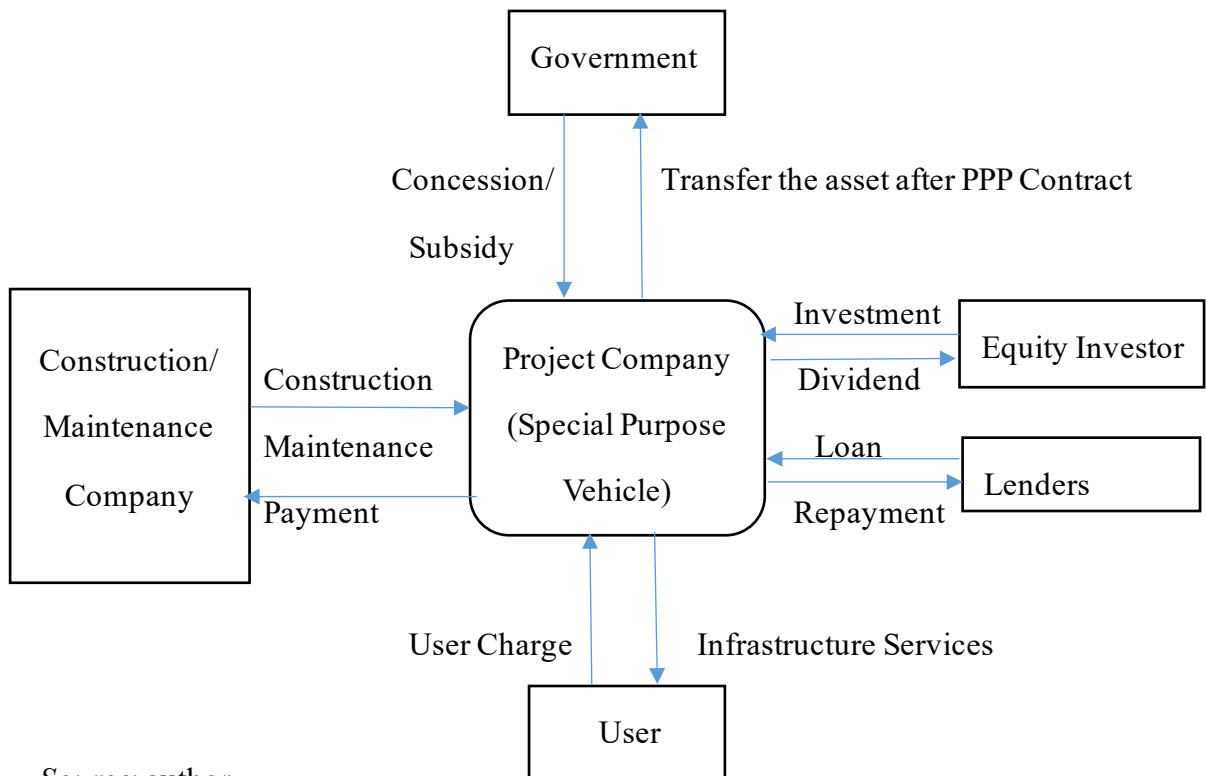 Government
Concession/
Subsidy
Transfer the asset after PPP Contract
Construction/
Maintenance
Company
Construction
Maintenance
Payment
Project Company
(Special Purpose
Vehicle)
Investment
Dividend
Equity Investor
Loan
Repayment
Lenders
User Charge
Infrastructure Services
User